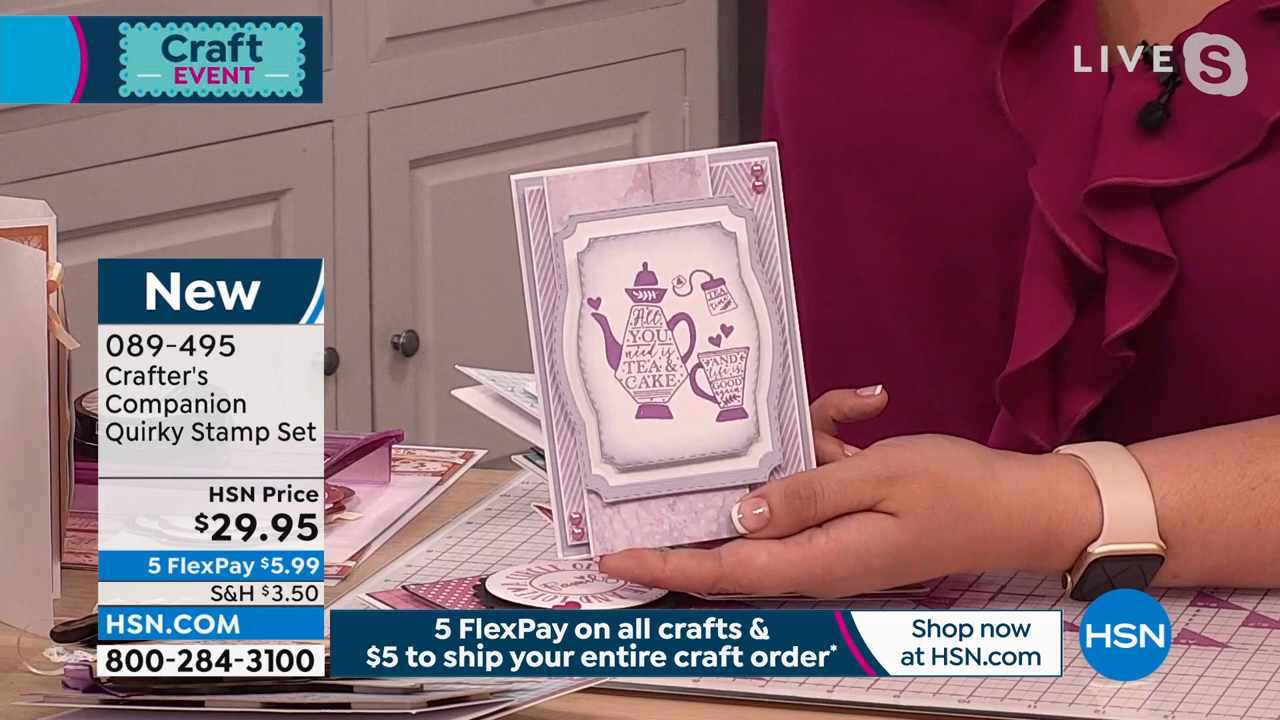 Craft
EVENT
LIVE S
New
089-495
Crafter's
Companion
Quirky Stamp Set
HSN Price
$29.95
5 FlexPay $5.99
S&H $3.50
HSN.COM
800-284-3100
All
YOU
need is
TEA &
CAKE
TEA
time
AND
life is
GOOD
again
5 FlexPay on all crafts &
$5 to ship your entire craft order*
Shop now
at HSN.com
HSN